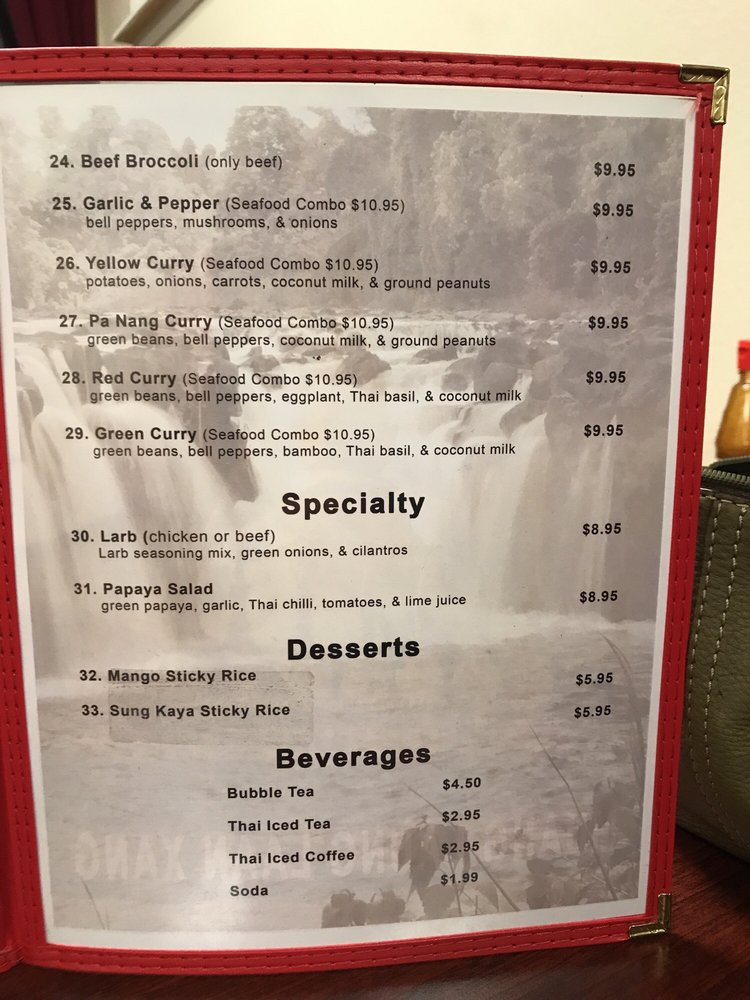 24. Beef Broccoli (only beef) $9.95
25. Garlic & Pepper (Seafood Combo $10.95) $9.95
bell peppers, mushrooms, & onions
26. Yellow Curry (Seafood Combo $10.95) $9.95
potatoes, onions, carrots, coconut milk, & ground peanuts
27. Pa Nang Curry (Seafood Combo $10.95) $9.95
green beans, bell peppers, coconut milk, & ground peanuts
28. Red Curry (Seafood Combo $10.95) $9.95
green beans, bell peppers, eggplant, Thai basil, & coconut milk
29. Green Curry (Seafood Combo $10.95) $9.95
green beans, bell peppers, bamboo, Thai basil, & coconut milk
Specialty
30. Larb (chicken or beef) $8.95
Larb seasoning mix, green onions, & cilantros
31. Papaya Salad $8.95
green papaya, garlic, Thai chilli, tomatoes, & lime juice
Desserts
32. Mango Sticky Rice $5.95
33. Sung Kaya Sticky Rice $5.95
Beverages
Bubble Tea $4.50
Thai Iced Tea $2.95
Thai Iced Coffee $2.95
Soda $1.99